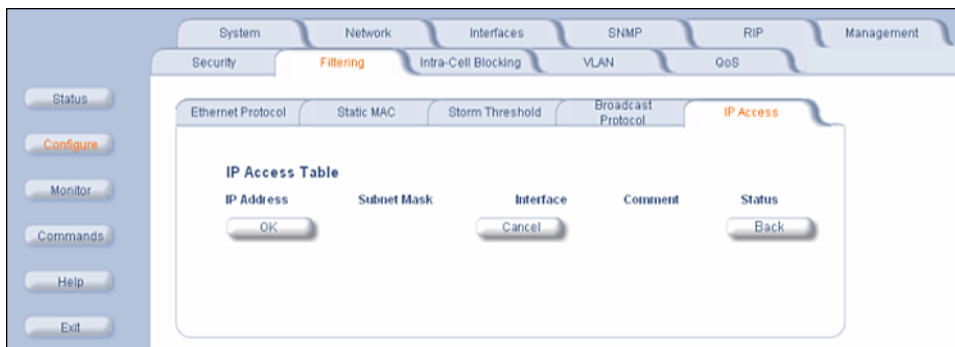 System Network Interfaces SNMP RIP Management
Security Filtering Intra-Cell Blocking VLAN QoS
Status
Configure
Monitor
Commands
Help
Exit
Ethernet Protocol Static MAC Storm Threshold Broadcast Protocol IP Access
IP Access Table
IP Address Subnet Mask Interface Comment Status
OK Cancel Back